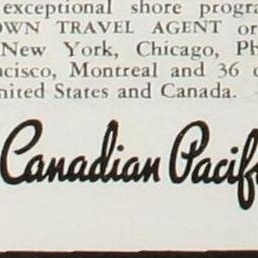 exceptional shore progra
OWN TRAVEL AGENT or
New York, Chicago, Ph
ncisco, Montreal and 36 o
nited States and Canada.
Canadian Pacif